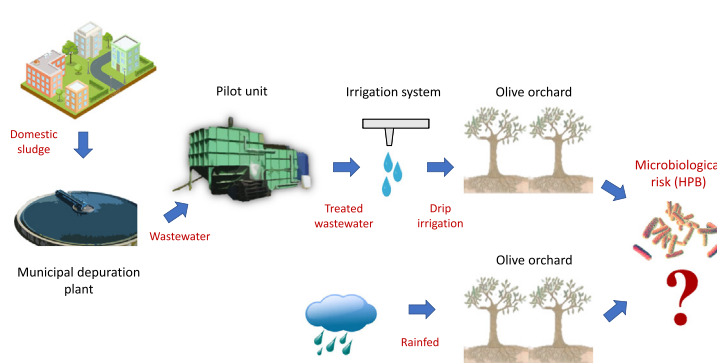 Pilot unit
Irrigation system
Olive orchard
Domestic
sludge
Microbiological
risk (HPB)
Treated
wastewater
Drip
irrigation
Wastewater
Municipal depuration
plant
Olive orchard
Rainfed
?